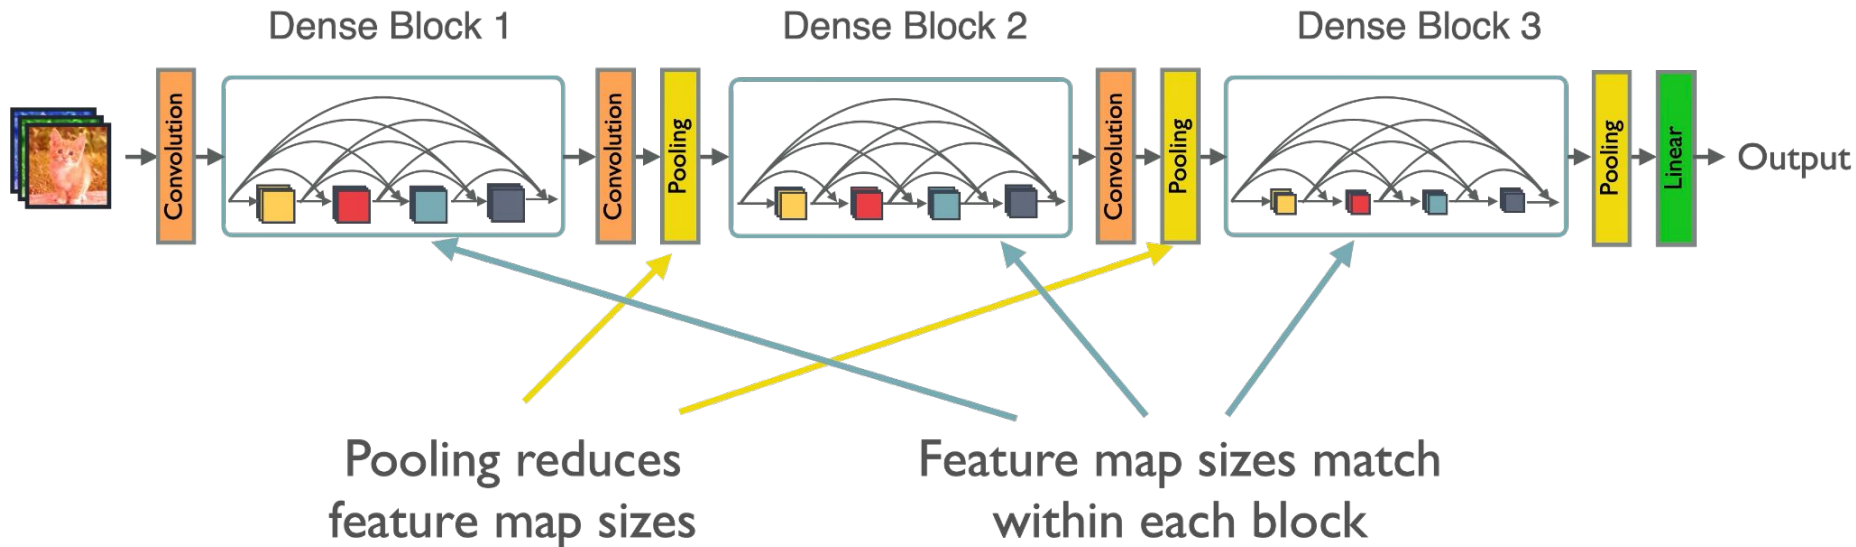 Dense Block 1
Dense Block 2
Dense Block 3
Convolution
Convolution
Pooling
Convolution
Pooling
Pooling
Linear
Output
Pooling reduces
feature map sizes
Feature map sizes match
within each block